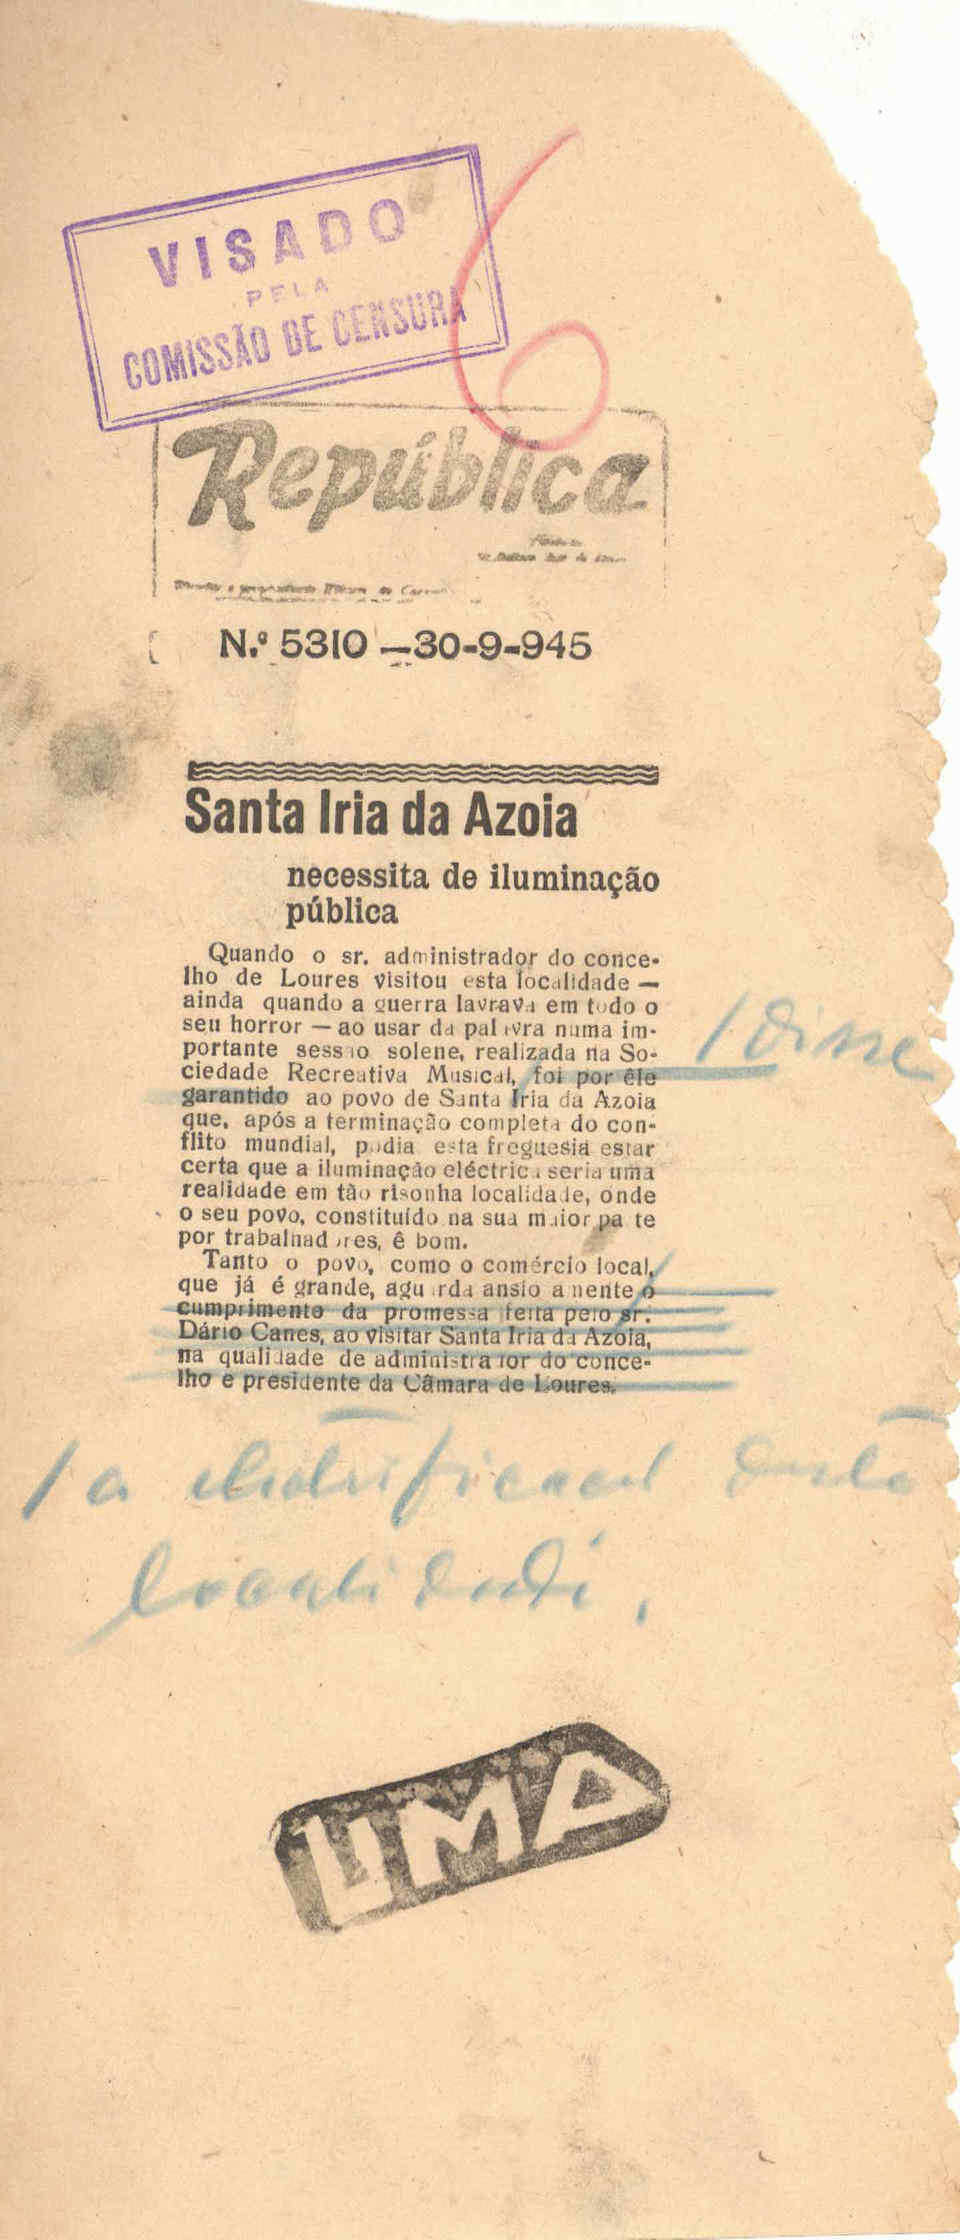 VISADO
PELA
COMISSÃO DE CENSURA
6
República
N.º 5310 — 30-9-945
Santa Iria da Azoia
necessita de iluminação
pública
Quando o sr. administrador do conce-
lho de Loures visitou esta localidade —
ainda quando a guerra lavrava em todo o
seu horror — ao usar da palavra numa im-
portante sessão solene, realizada na So-
ciedade Recreativa Musical, foi por êle
garantido ao povo de Santa Iria da Azoia
que, após a terminação completa do con-
flito mundial, podia esta freguesia estar
certa que a iluminação eléctrica seria uma
realidade em tão risonha localidade, onde
o seu povo, constituído na sua maior pa te
por trabalhadores, ê bom.
Tanto o povo, como o comércio local,
que já é grande, aguarda ansiosamente o
cumprimento da promessa feita pelo sr.
Dário Canes, ao visitar Santa Iria da Azoia,
na qualidade de administrador do conce-
lho e presidente da Câmara de Loures.
/ Disse
/ a eletrificação desta
localidade.
LIMA